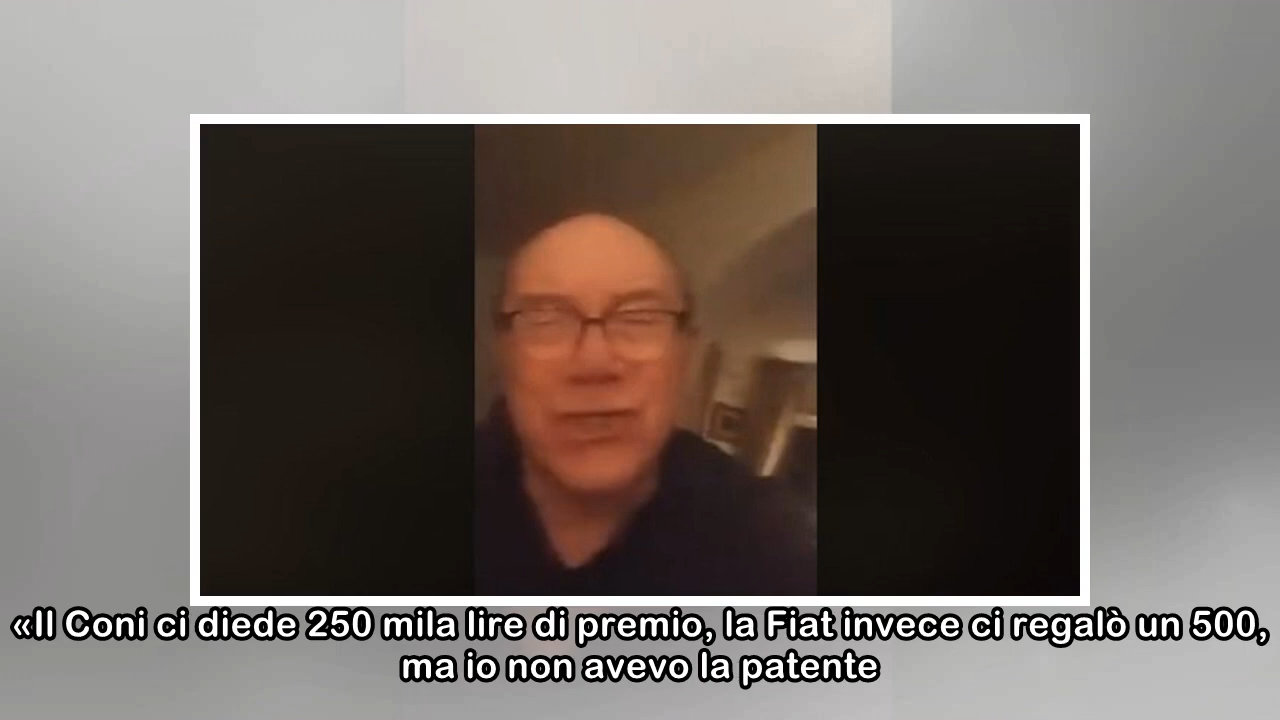 «Il Coni ci diede 250 mila lire di premio, la Fiat invece ci regalò un 500,
ma io non avevo la patente